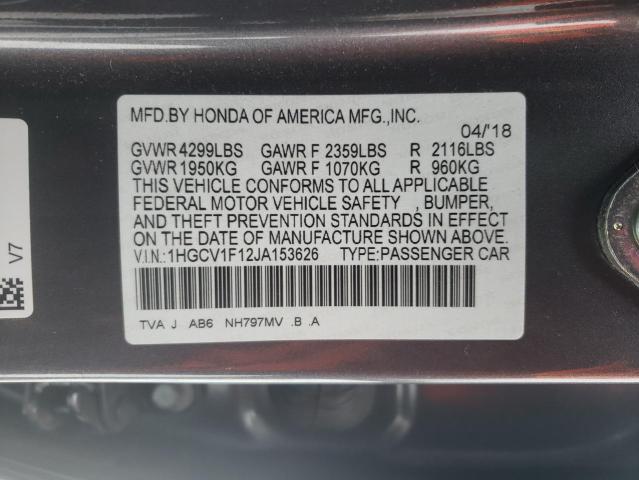 MFD.BY HONDA OF AMERICA MFG.,INC.
04/'18
GVWR 4299LBS GAWR F 2359LBS R 2116LBS
GVWR 1950KG GAWR F 1070KG R 960KG
THIS VEHICLE CONFORMS TO ALL APPLICABLE
FEDERAL MOTOR VEHICLE SAFETY , BUMPER,
AND THEFT PREVENTION STANDARDS IN EFFECT
ON THE DATE OF MANUFACTURE SHOWN ABOVE.
V.I.N.:1HGCV1F12JA153626 TYPE:PASSENGER CAR
TVA J AB6 NH797MV .B .A
V7